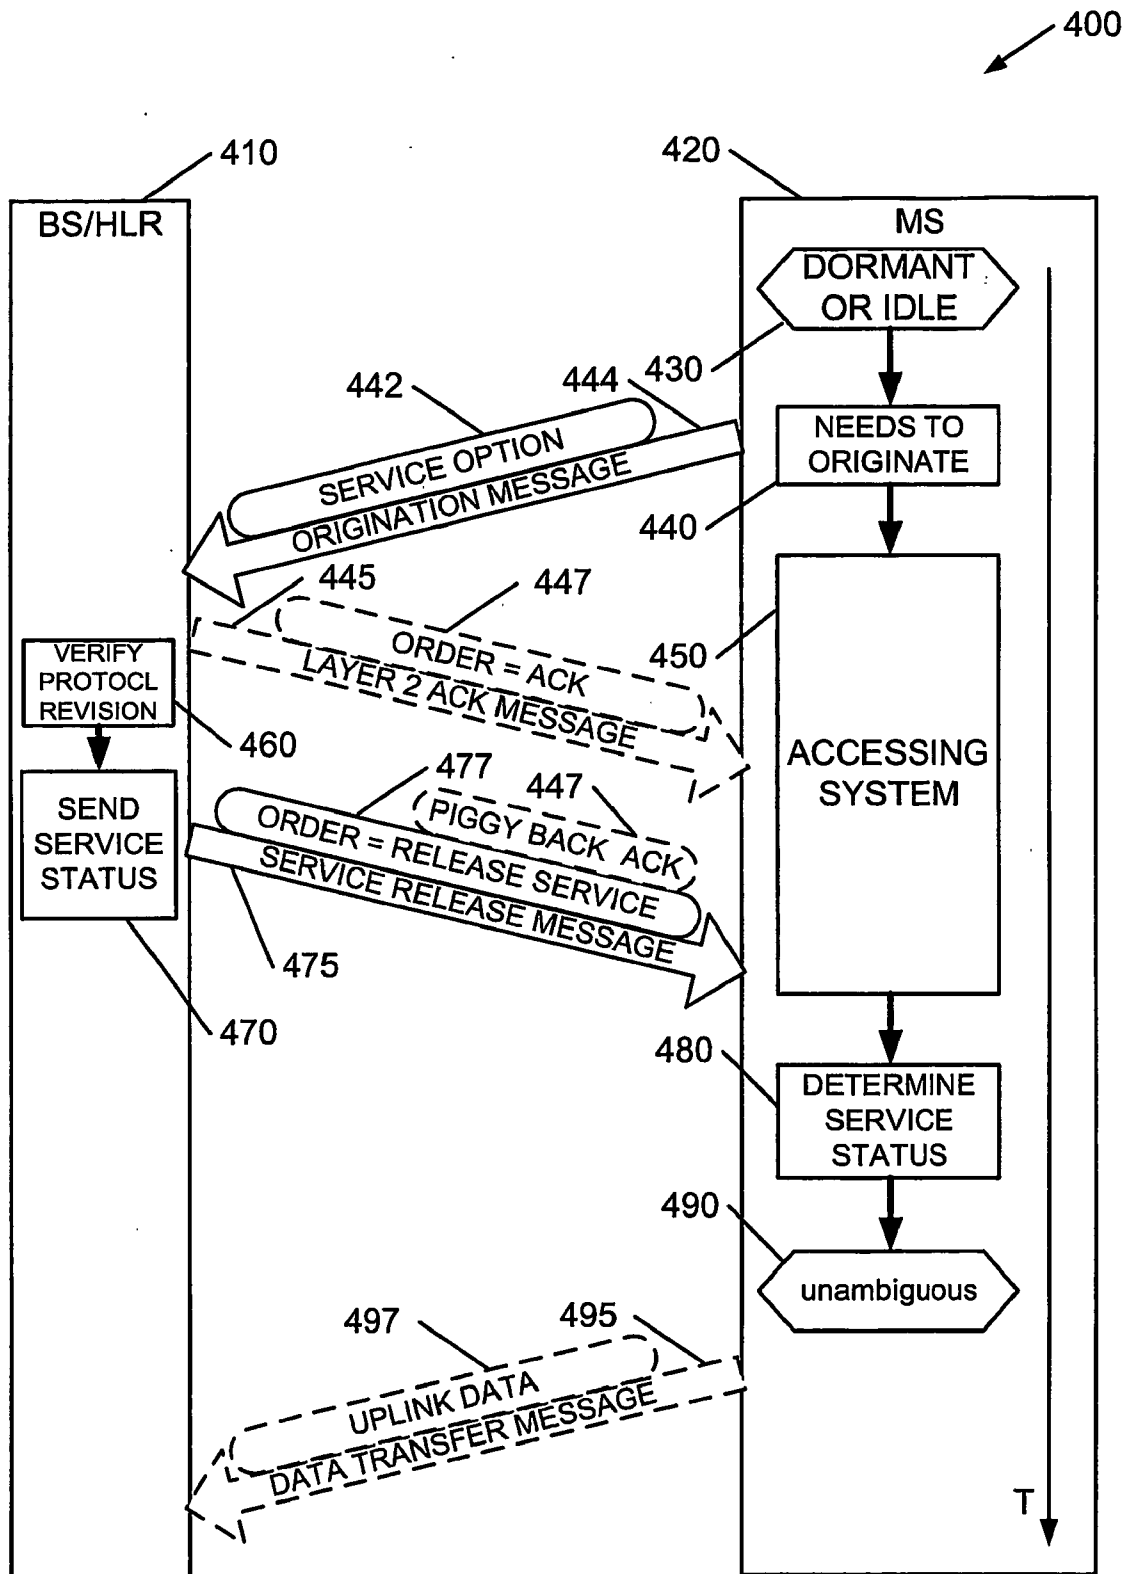 400
410
420
BS/HLR
MS
DORMANT
OR IDLE
430
442
444
SERVICE OPTION
ORIGINATION MESSAGE
NEEDS TO
ORIGINATE
440
445
447
ORDER = ACK
LAYER 2 ACK MESSAGE
450
VERIFY
PROTOCL
REVISION
460
ACCESSING
SYSTEM
477
447
PIGGY BACK ACK
ORDER = RELEASE SERVICE
SERVICE RELEASE MESSAGE
SEND
SERVICE
STATUS
475
470
480
DETERMINE
SERVICE
STATUS
490
unambiguous
497
495
UPLINK DATA
DATA TRANSFER MESSAGE
T